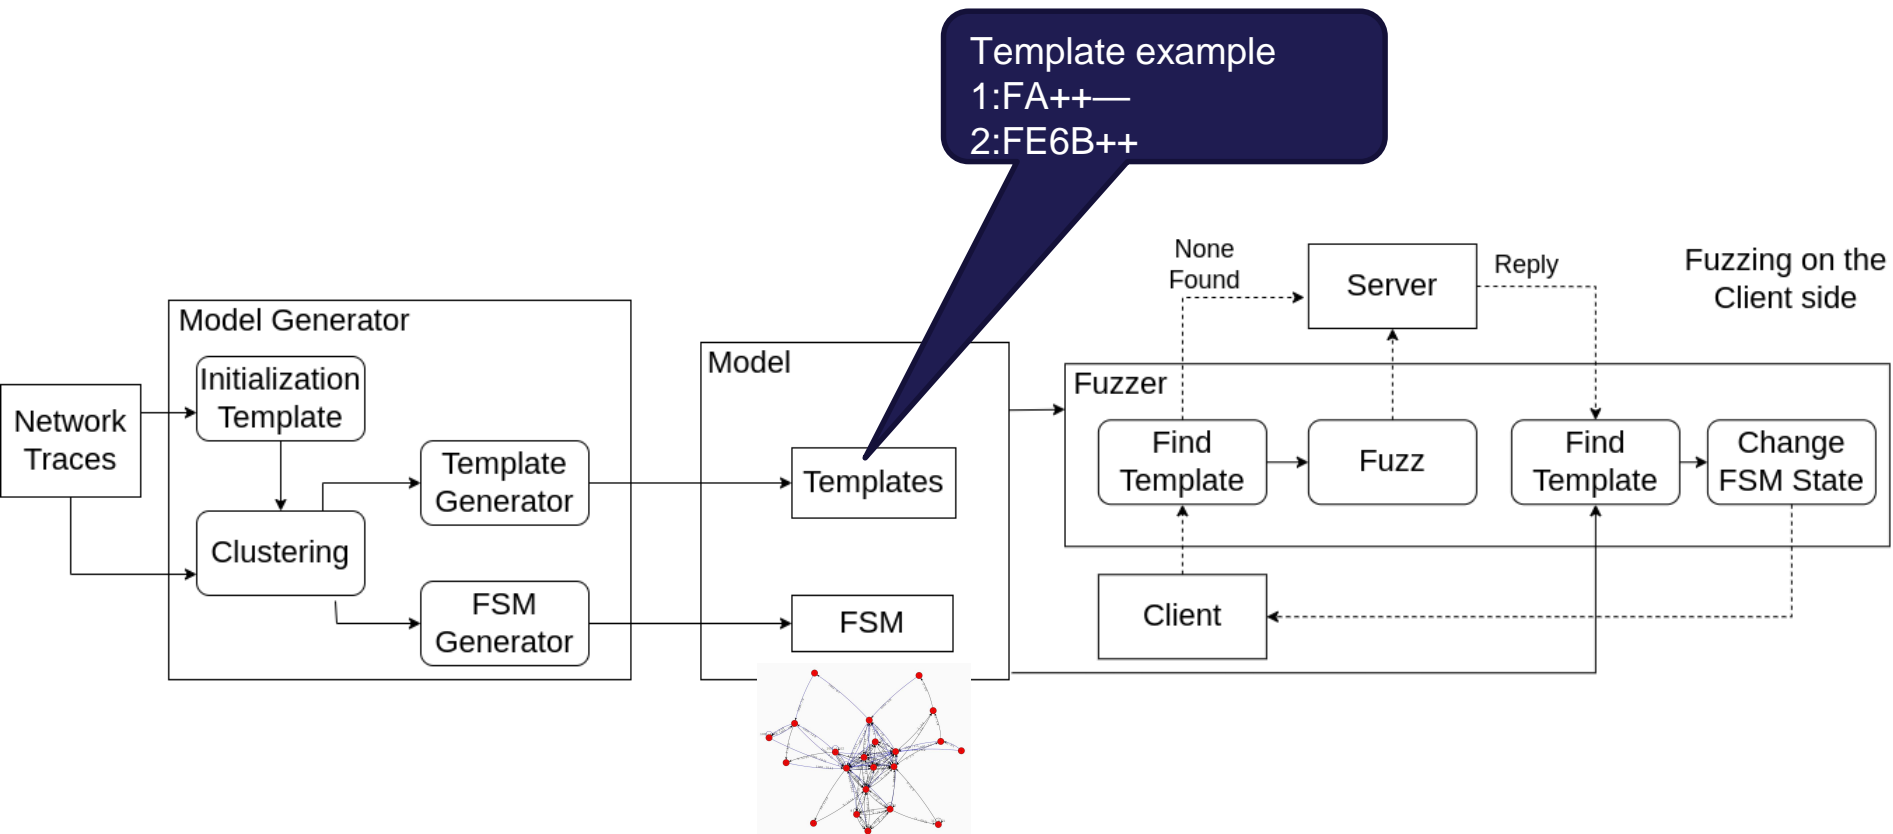 Template example
1:FA++—
2:FE6B++
None
Found
Server
Reply
Fuzzing on the
Client side
Model Generator
Initialization
Template
Network
Traces
Template
Generator
Clustering
FSM
Generator
Model
Templates
FSM
Fuzzer
Find
Template
Fuzz
Find
Template
Change
FSM State
Client